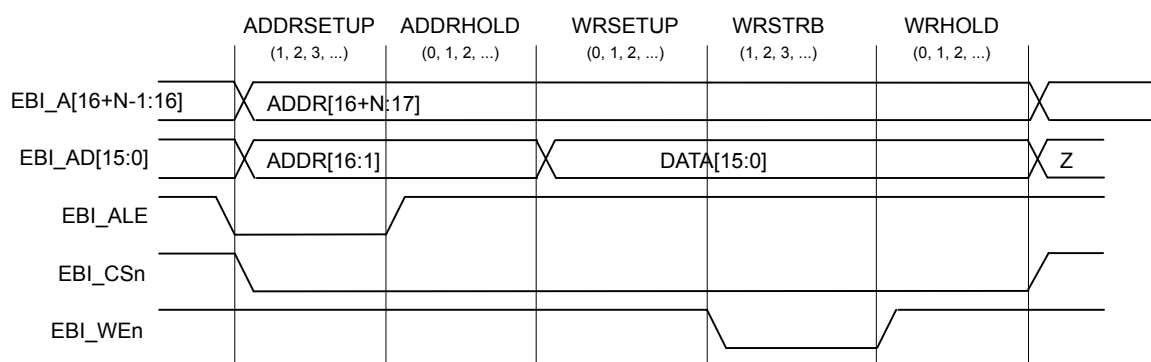 ADDRSETUP ADDRHOLD WRSETUP WRSTRB WRHOLD
(1, 2, 3, ...) (0, 1, 2, ...) (0, 1, 2, ...) (1, 2, 3, ...) (0, 1, 2, ...)
EBI_A[16+N-1:16] ADDR[16+N:17]
EBI_AD[15:0] ADDR[16:1] DATA[15:0] Z
EBI_ALE
EBI_CSn
EBI_WEn